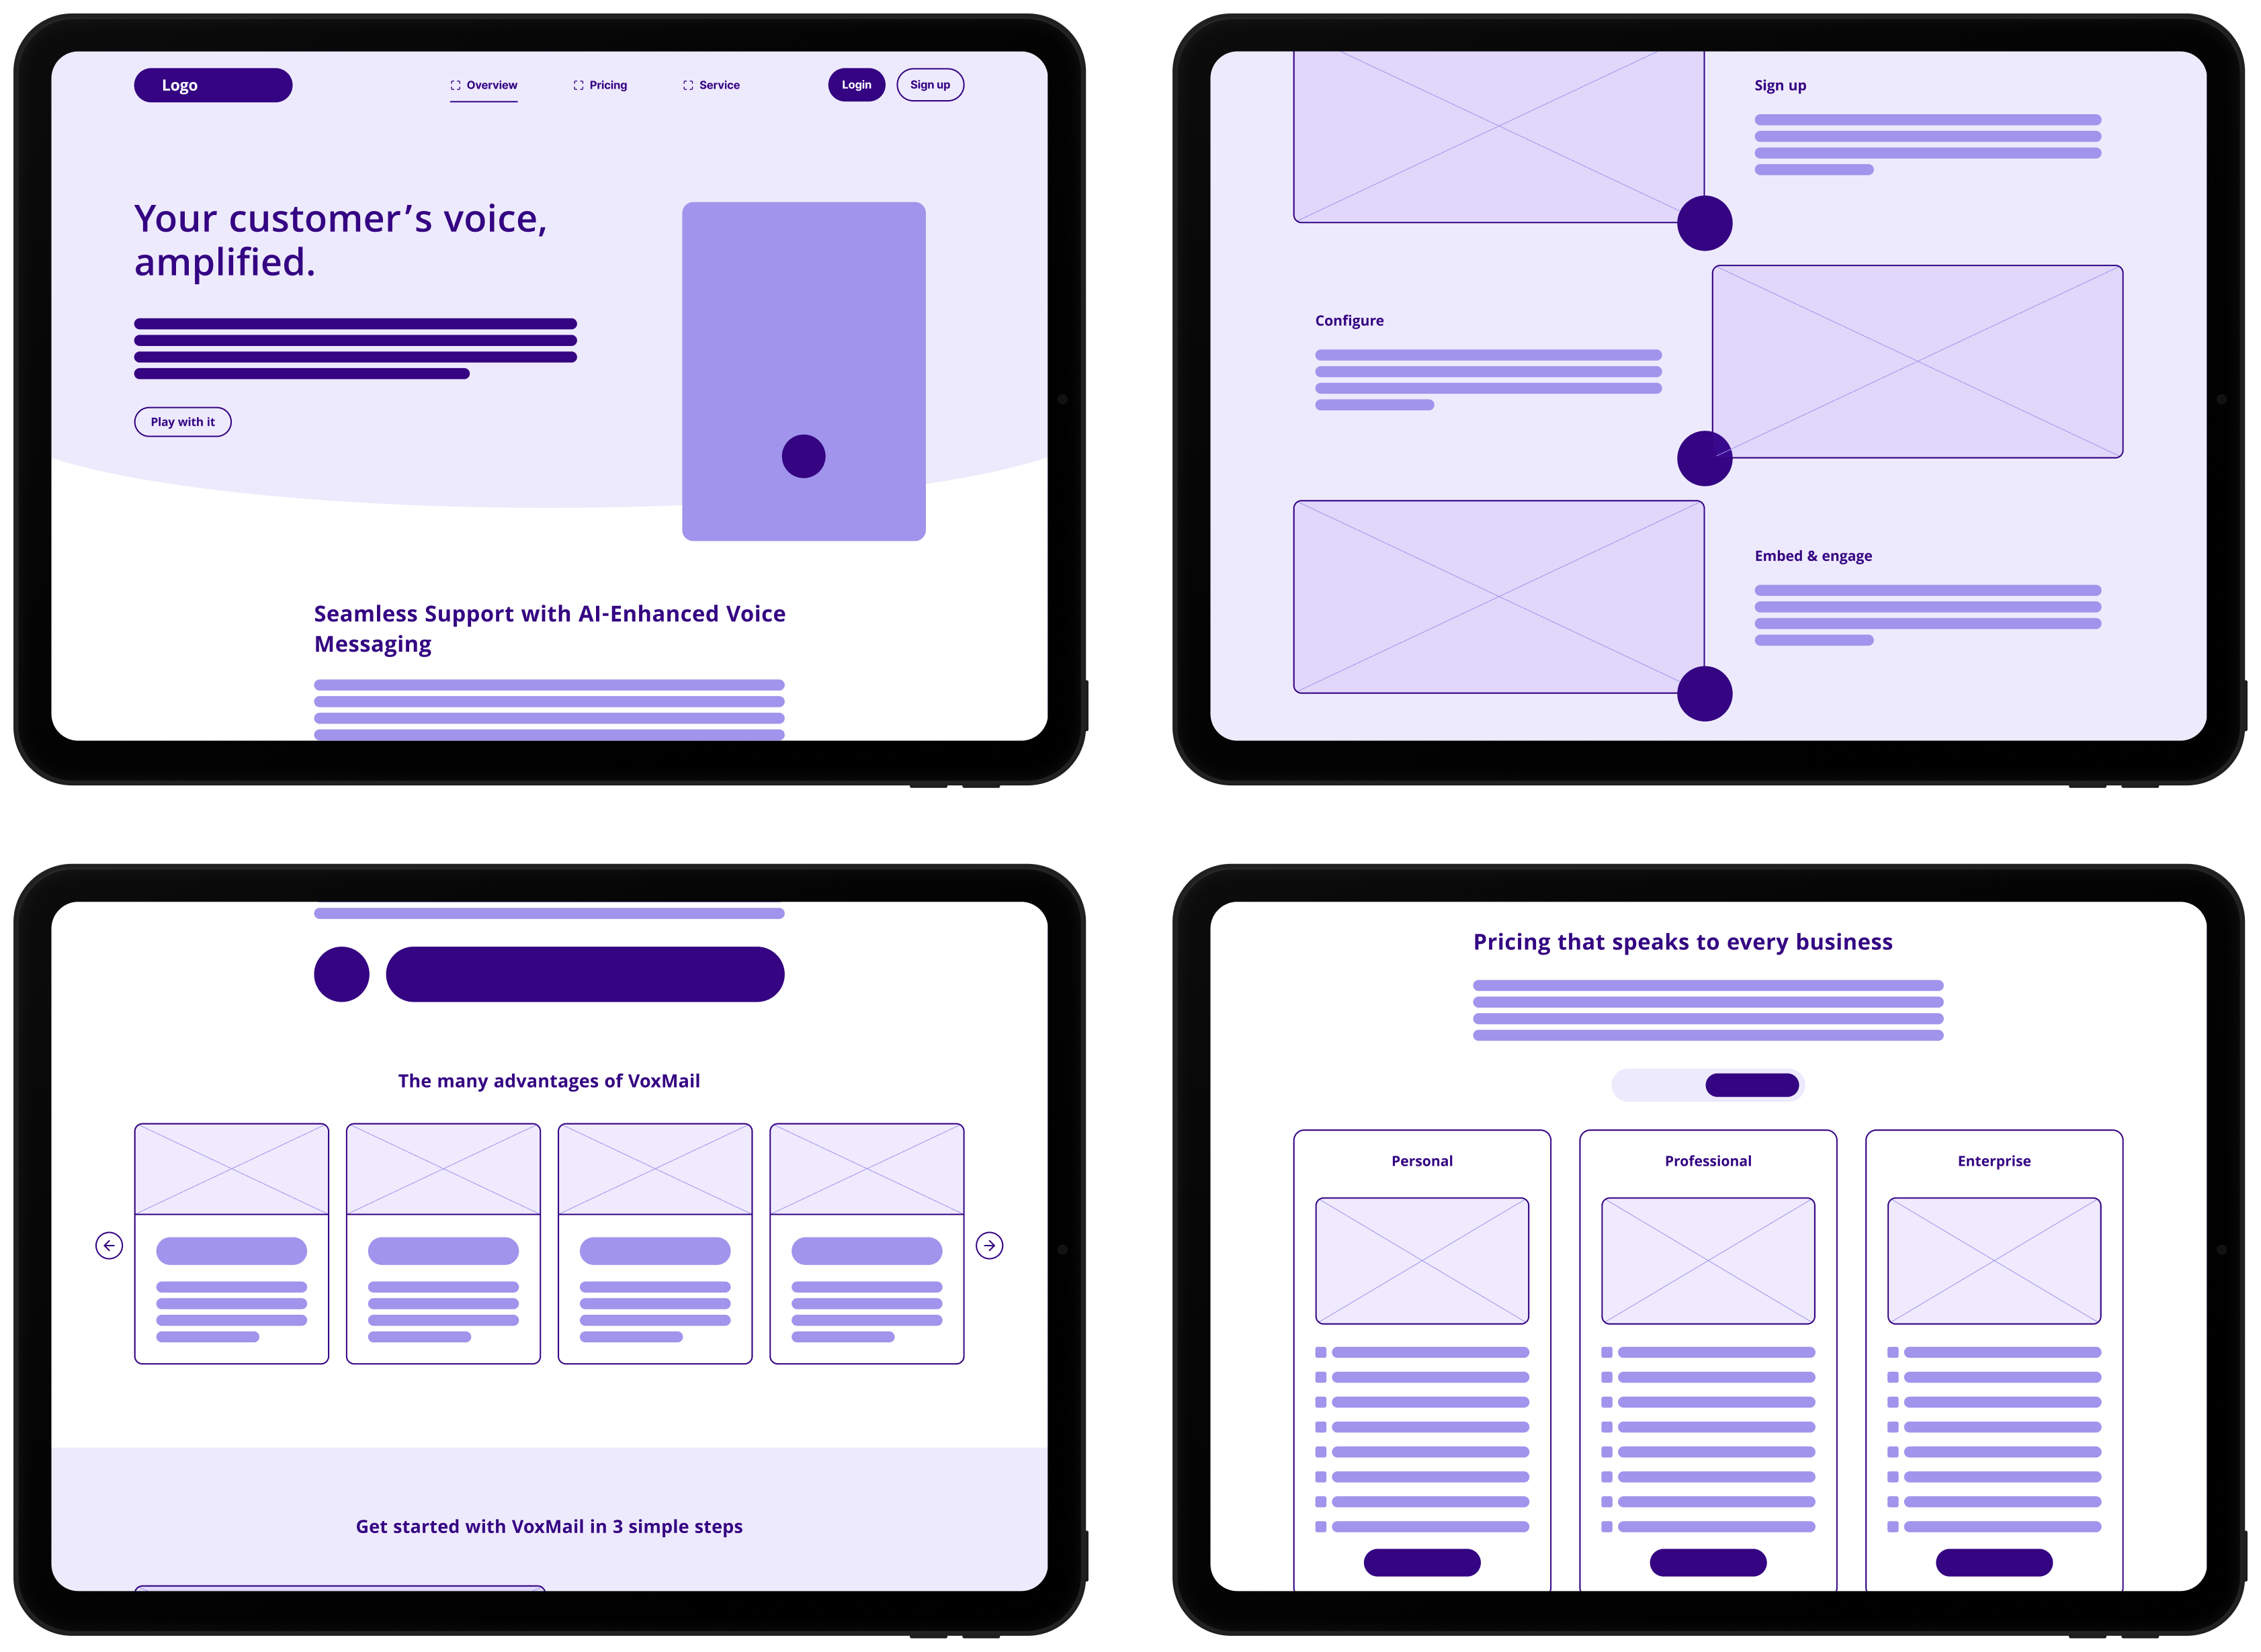 Logo
Overview
Pricing
Service
Login
Sign up
Your customer’s voice,
amplified.
Play with it
Seamless Support with AI-Enhanced Voice
Messaging
Sign up
Configure
Embed & engage
The many advantages of VoxMail
Get started with VoxMail in 3 simple steps
Pricing that speaks to every business
Personal
Professional
Enterprise